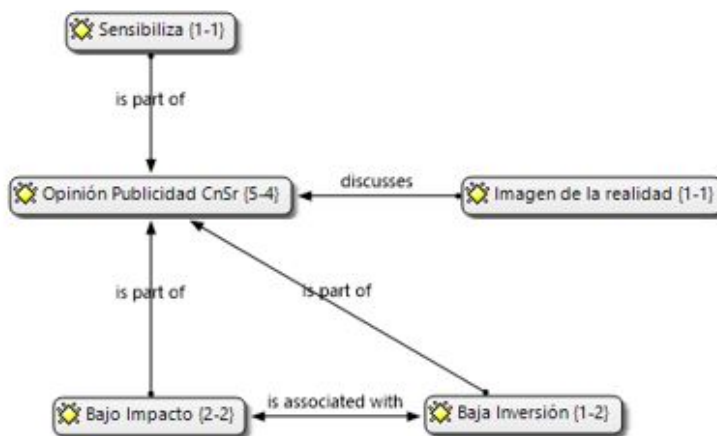 Sensibiliza {1-1}
is part of
Opinión Publicidad CnSr {5-4}
discusses
Imagen de la realidad {1-1}
is part of
is part of
Bajo Impacto {2-2}
is associated with
Baja Inversión {1-2}